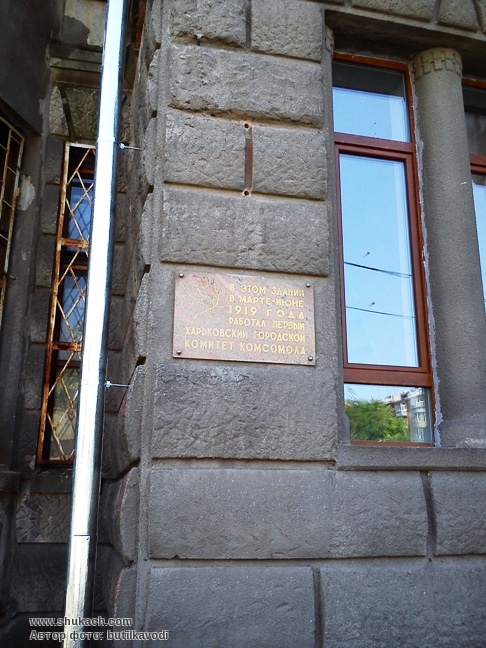 В ЭТОМ ЗДАНИИ
В МАРТЕ-ИЮНЕ
1919 ГОДА
РАБОТАЛ ПЕРВЫЙ
ХАРЬКОВСКИЙ ГОРОДСКОЙ
КОМИТЕТ КОМСОМОЛА
www.shukach.com
Автор фото: butilkavodi